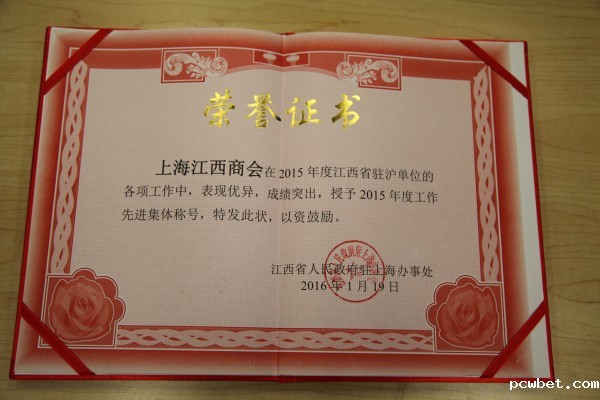 荣誉证书
上海江西商会在2015年度江西省驻沪单位的
各项工作中，表现优异，成绩突出，授予2015年度工作
先进集体称号，特发此状，以资鼓励。
江西省人民政府驻上海办事处
2016年1月19日
pcwbet.com